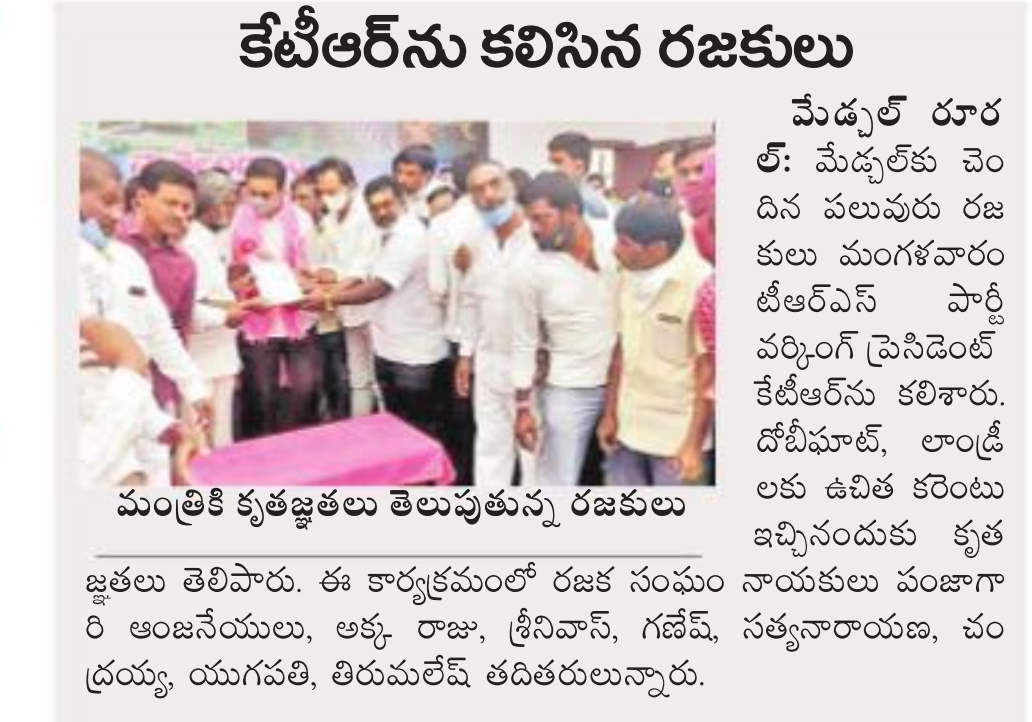 కేటీఆర్‌ను కలిసిన రజకులు
మేడ్చల్ రూర
ల్: మేడ్చల్‌కు చెం
దిన పలువురు రజ
కులు మంగళవారం
టీఆర్ఎస్ పార్టీ
వర్కింగ్ ప్రెసిడెంట్
కేటీఆర్‌ను కలిశారు.
దోబీఘాట్, లాండ్రీ
లకు ఉచిత కరెంటు
ఇచ్చినందుకు కృత
మంత్రికి కృతజ్ఞతలు తెలుపుతున్న రజకులు
జ్ఞతలు తెలిపారు. ఈ కార్యక్రమంలో రజక సంఘం నాయకులు పంజాగా
రి ఆంజనేయులు, అక్క రాజు, శ్రీనివాస్, గణేష్, సత్యనారాయణ, చం
ద్రయ్య, యుగపతి, తిరుమలేష్ తదితరులున్నారు.